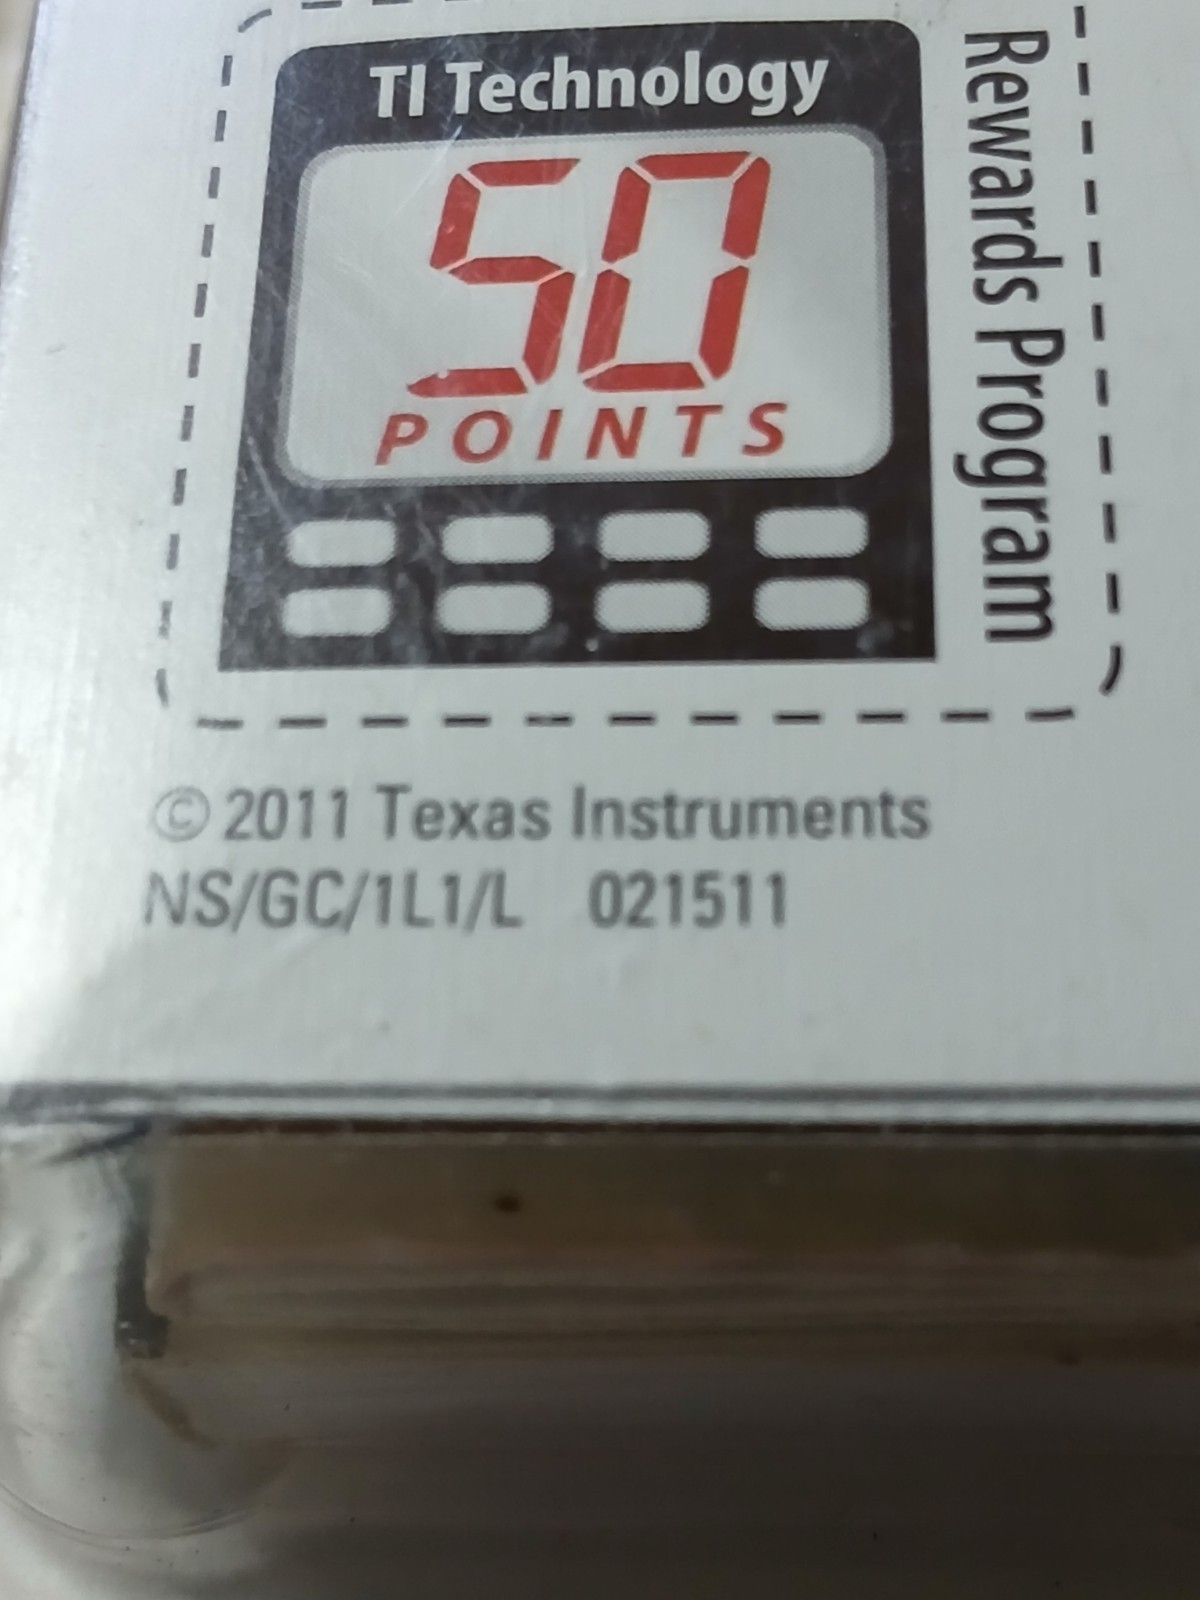 TI Technology
50
POINTS
Rewards Program
© 2011 Texas Instruments
NS/GC/1L1/L 021511